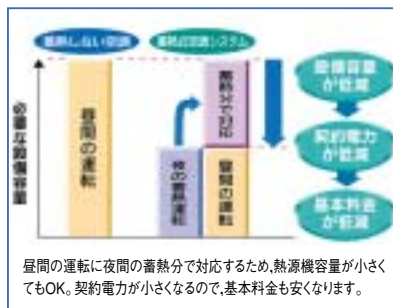 蓄熱しない空調
蓄熱式空調システム
必要な設備容量
昼間の運転
夜の蓄熱運転
蓄熱分で対応
昼間の運転
設備容量
が低減
契約電力
が低減
基本料金
が低減
昼間の運転に夜間の蓄熱分で対応するため,熱源機容量が小さく
てもOK。契約電力が小さくなるので,基本料金も安くなります。